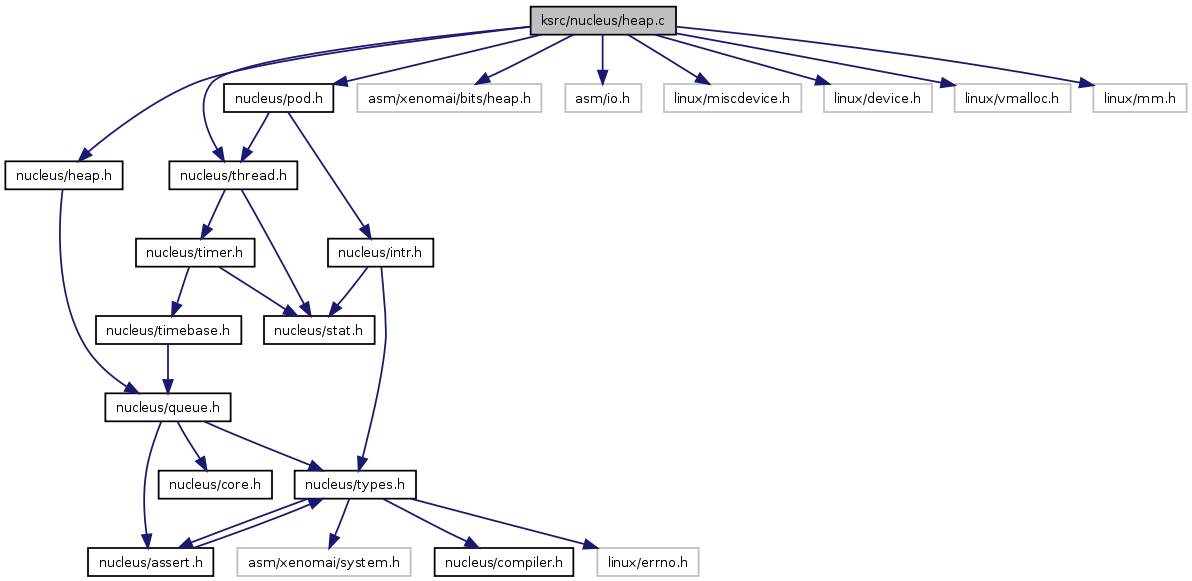 ksrc/nucleus/heap.c
nucleus/pod.h
asm/xenomai/bits/heap.h
asm/io.h
linux/miscdevice.h
linux/device.h
linux/vmalloc.h
linux/mm.h
nucleus/heap.h
nucleus/thread.h
nucleus/timer.h
nucleus/intr.h
nucleus/timebase.h
nucleus/stat.h
nucleus/queue.h
nucleus/core.h
nucleus/types.h
nucleus/assert.h
asm/xenomai/system.h
nucleus/compiler.h
linux/errno.h